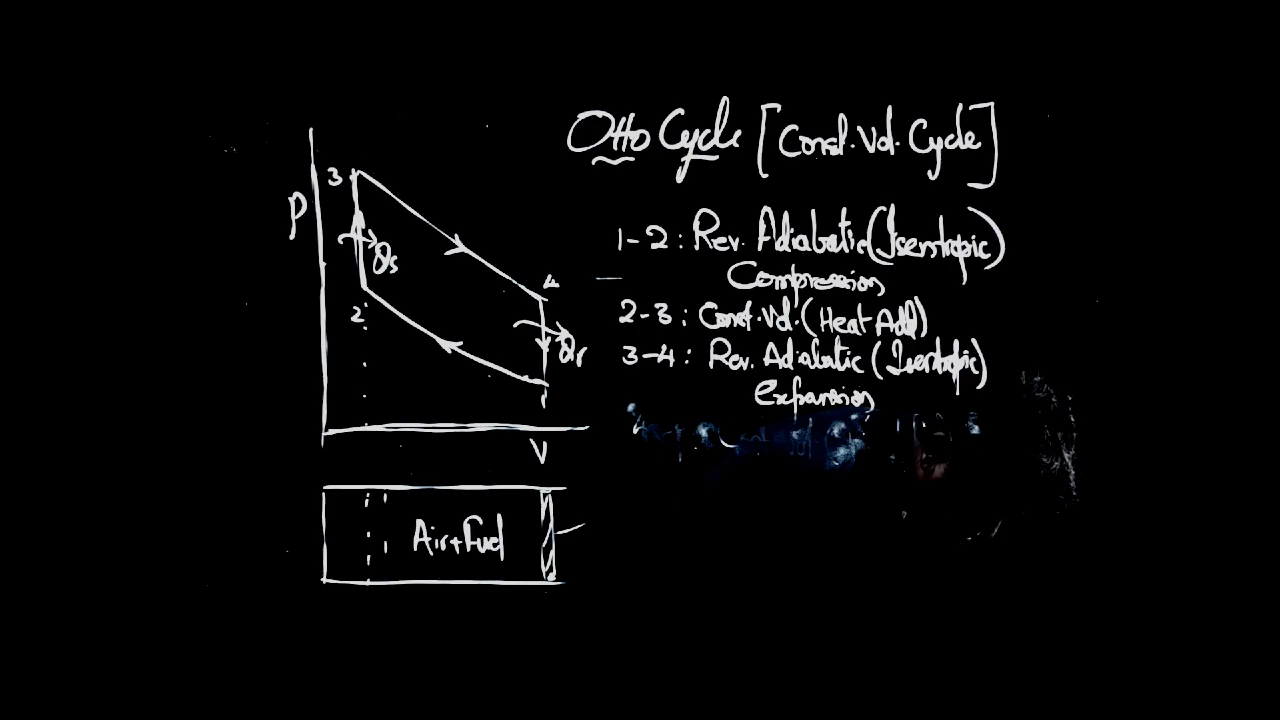 Otto Cycle [Const. Vol. Cycle]
3
P
Qs
2
4
Qr
1
V
1-2: Rev. Adiabatic (Isentropic)
Compression
2-3: Const. Vol. (Heat Add)
3-4: Rev. Adiabatic (Isentropic)
Expansion
Air+Fuel